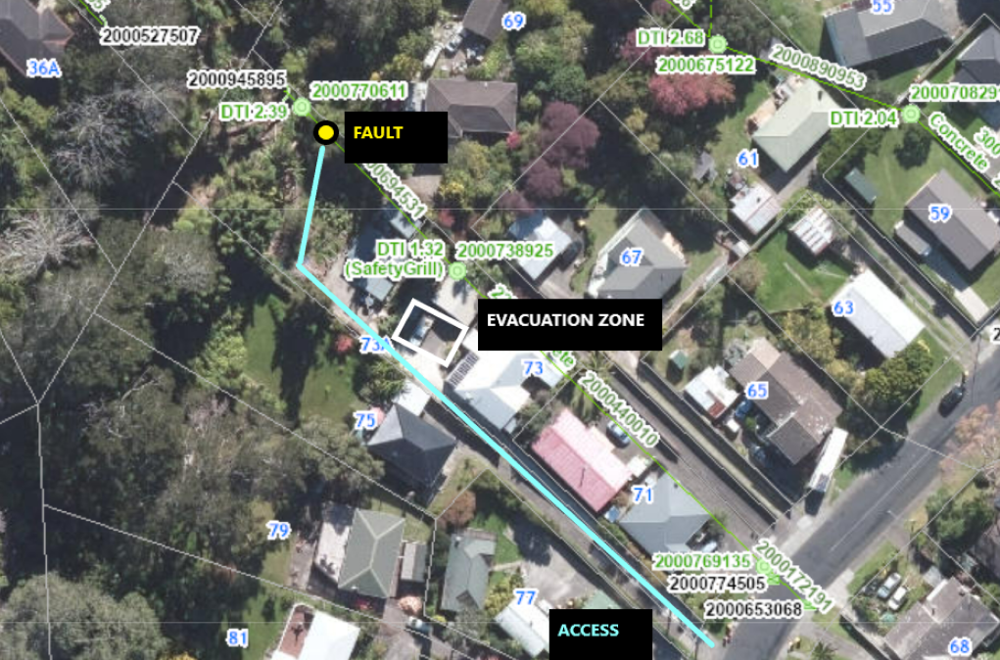 69
55
2000527507
36A
DTI 2.68
2000675122
2000890953
2000945895
2000770611
DTI 2.39
2000708291
DTI 2.04
Concrete
FAULT
61
59
DTI 1.32
(SafetyGrill)
2000738925
67
EVACUATION ZONE
63
73A
73
65
2000440010
75
71
79
2000769135
2000172191
2000774505
2000653068
77
ACCESS
81
68